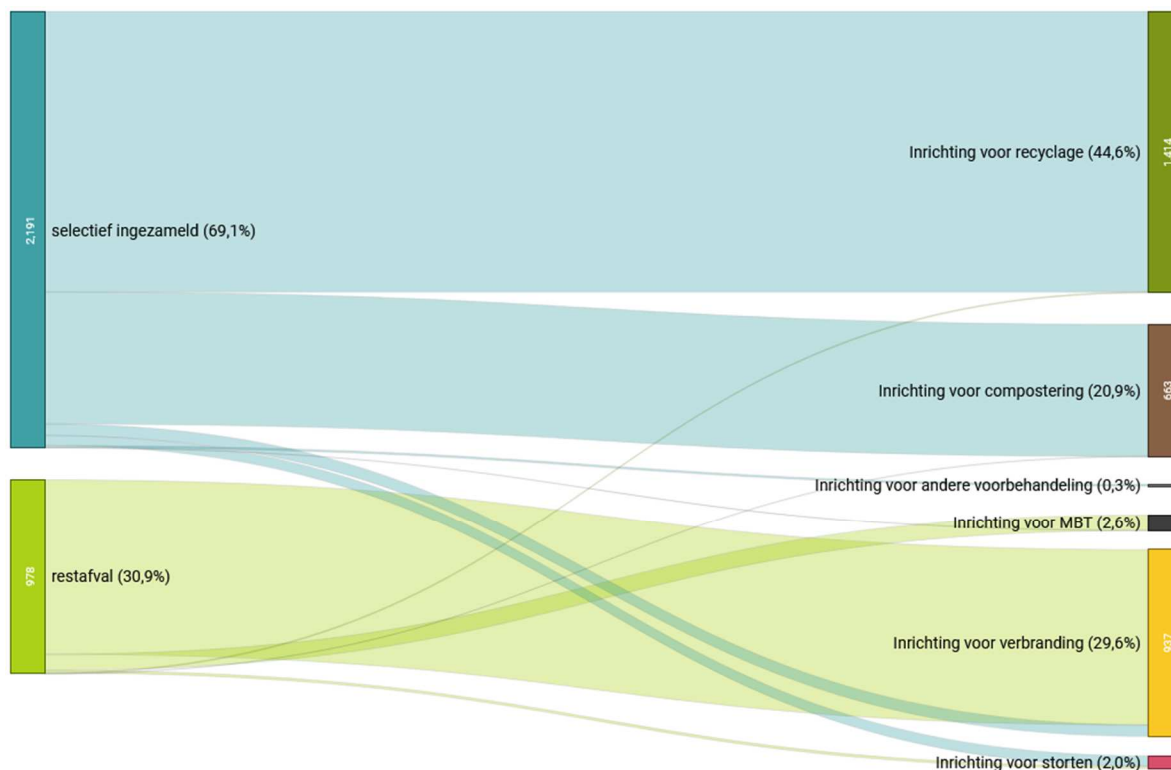 Inrichting voor recyclage (44,6%)
1,414
2,191
selectief ingezameld (69,1%)
Inrichting voor compostering (20,9%)
663
Inrichting voor andere voorbehandeling (0,3%)
Inrichting voor MBT (2,6%)
978
restafval (30,9%)
Inrichting voor verbranding (29,6%)
937
Inrichting voor storten (2,0%)